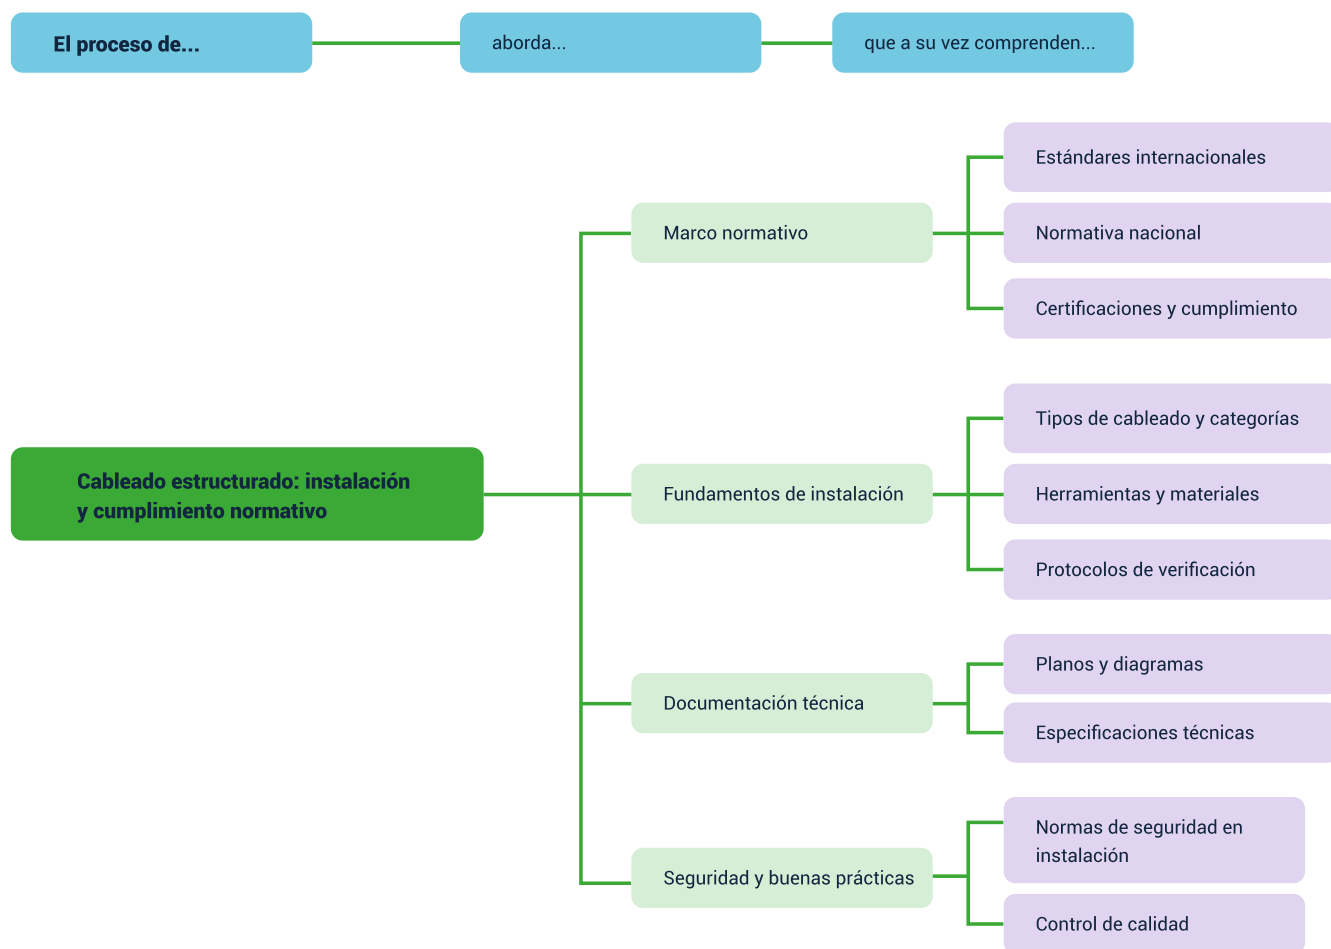 El proceso de...
aborda...
que a su vez comprenden...
Cableado estructurado: instalación
y cumplimiento normativo
Marco normativo
Estándares internacionales
Normativa nacional
Certificaciones y cumplimiento
Fundamentos de instalación
Tipos de cableado y categorías
Herramientas y materiales
Protocolos de verificación
Documentación técnica
Planos y diagramas
Especificaciones técnicas
Seguridad y buenas prácticas
Normas de seguridad en
instalación
Control de calidad